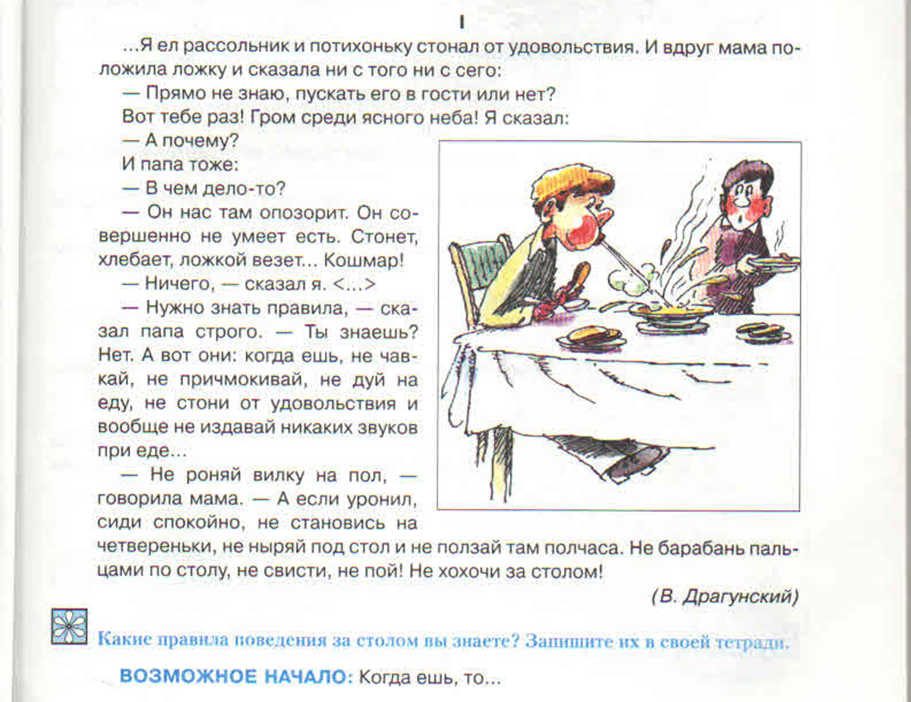 I
...Я ел рассольник и потихоньку стонал от удовольствия. И вдруг мама по-
ложила ложку и сказала ни с того ни с сего:
— Прямо не знаю, пускать его в гости или нет?
Вот тебе раз! Гром среди ясного неба! Я сказал:
— А почему?
И папа тоже:
— В чем дело-то?
— Он нас там опозорит. Он со-
вершенно не умеет есть. Стонет,
хлебает, ложкой везет... Кошмар!
— Ничего, — сказал я. <...>
— Нужно знать правила, — ска-
зал папа строго. — Ты знаешь?
Нет. А вот они: когда ешь, не чав-
кай, не причмокивай, не дуй на
еду, не стони от удовольствия и
вообще не издавай никаких звуков
при еде...
— Не роняй вилку на пол, —
говорила мама. — А если уронил,
сиди спокойно, не становись на
четвереньки, не ныряй под стол и не ползай там полчаса. Не барабань паль-
цами по столу, не свисти, не пой! Не хохочи за столом!
(В. Драгунский)
Какие правила поведения за столом вы знаете? Запишите их в своей тетради.
ВОЗМОЖНОЕ НАЧАЛО: Когда ешь, то...